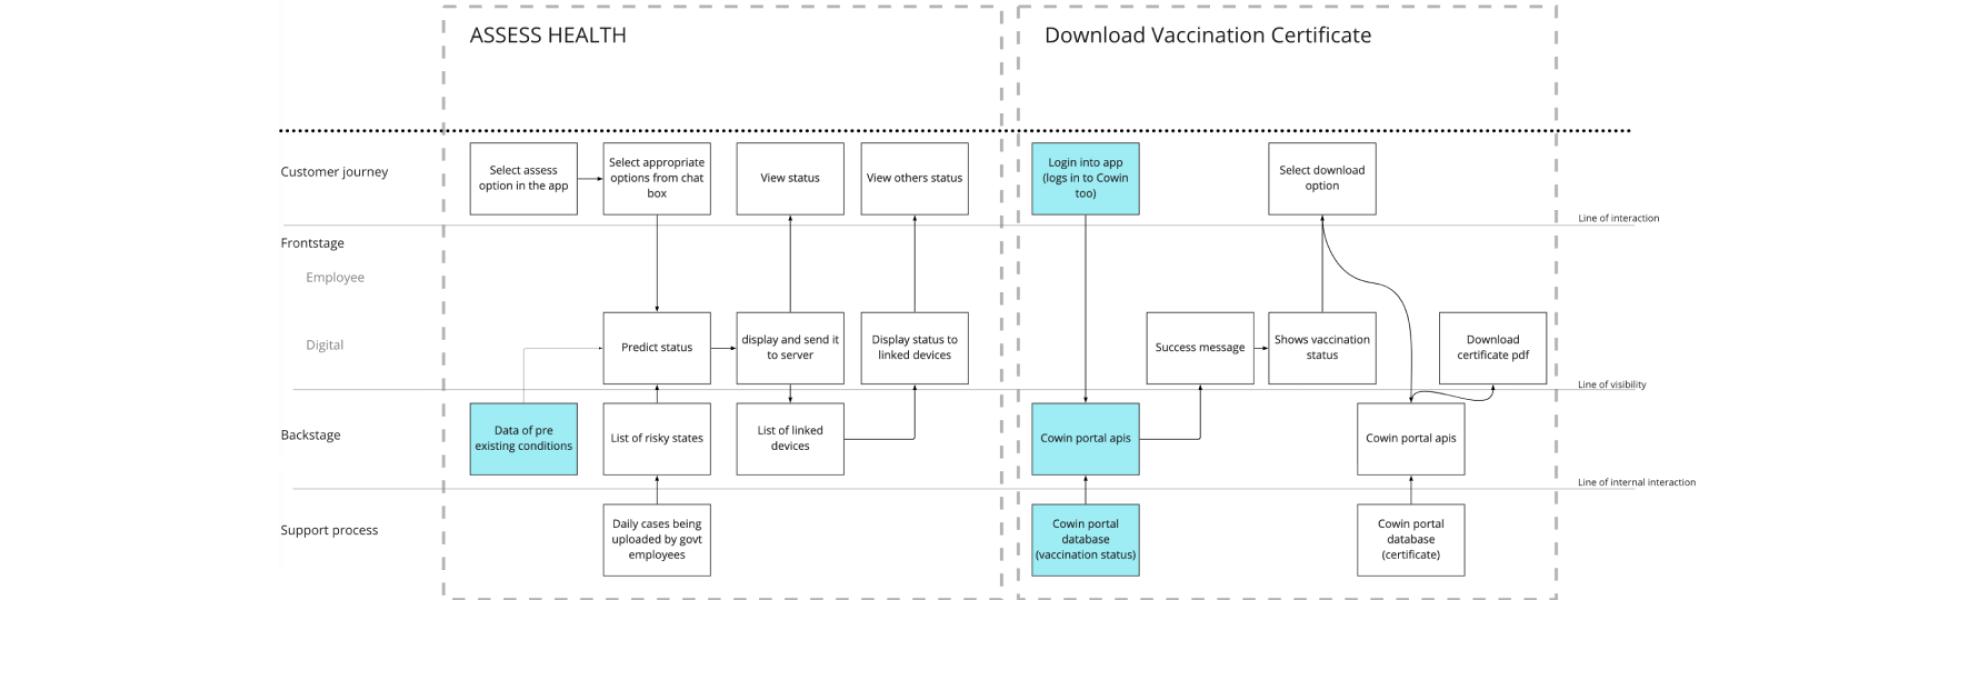 ASSESS HEALTH
Download Vaccination Certificate
Customer journey
Select assess
option in the app
Select appropriate
options from chat
box
View status
View others status
Login into app
(logs in to Cowin
too)
Select download
option
Line of interaction
Frontstage
Employee
Digital
Predict status
display and send it
to server
Display status to
linked devices
Success message
Shows vaccination
status
Download
certificate pdf
Line of visibility
Backstage
Data of pre
existing conditions
List of risky states
List of linked
devices
Cowin portal apis
Cowin portal apis
Line of internal interaction
Support process
Daily cases being
uploaded by govt
employees
Cowin portal
database
(vaccination status)
Cowin portal
database
(certificate)